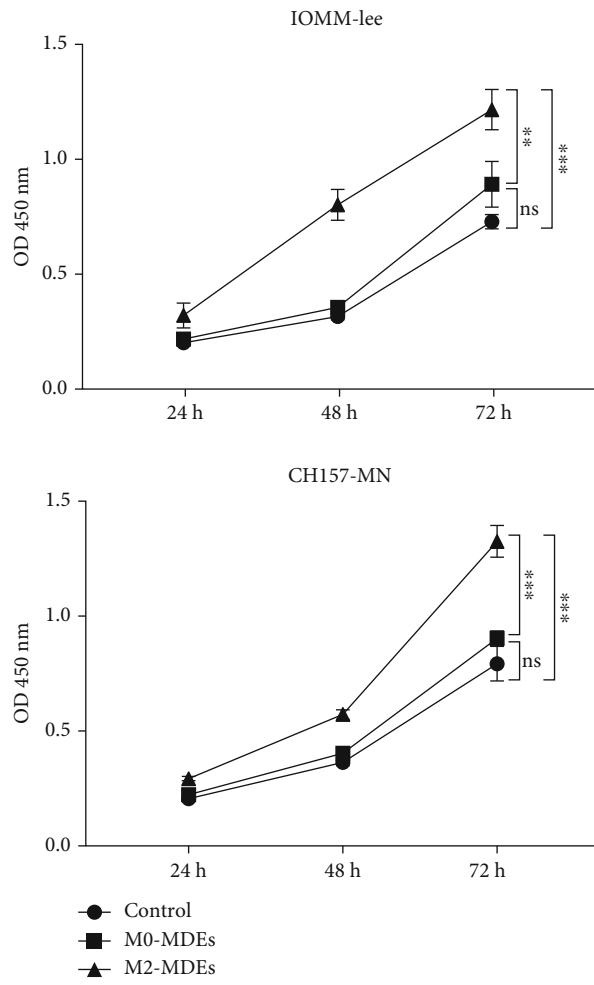 IOMM-lee
OD 450 nm
1.5
1.0
0.5
0.0
24 h
48 h
72 h
**
***
ns
CH157-MN
OD 450 nm
1.5
1.0
0.5
0.0
24 h
48 h
72 h
***
***
ns
Control
M0-MDEs
M2-MDEs